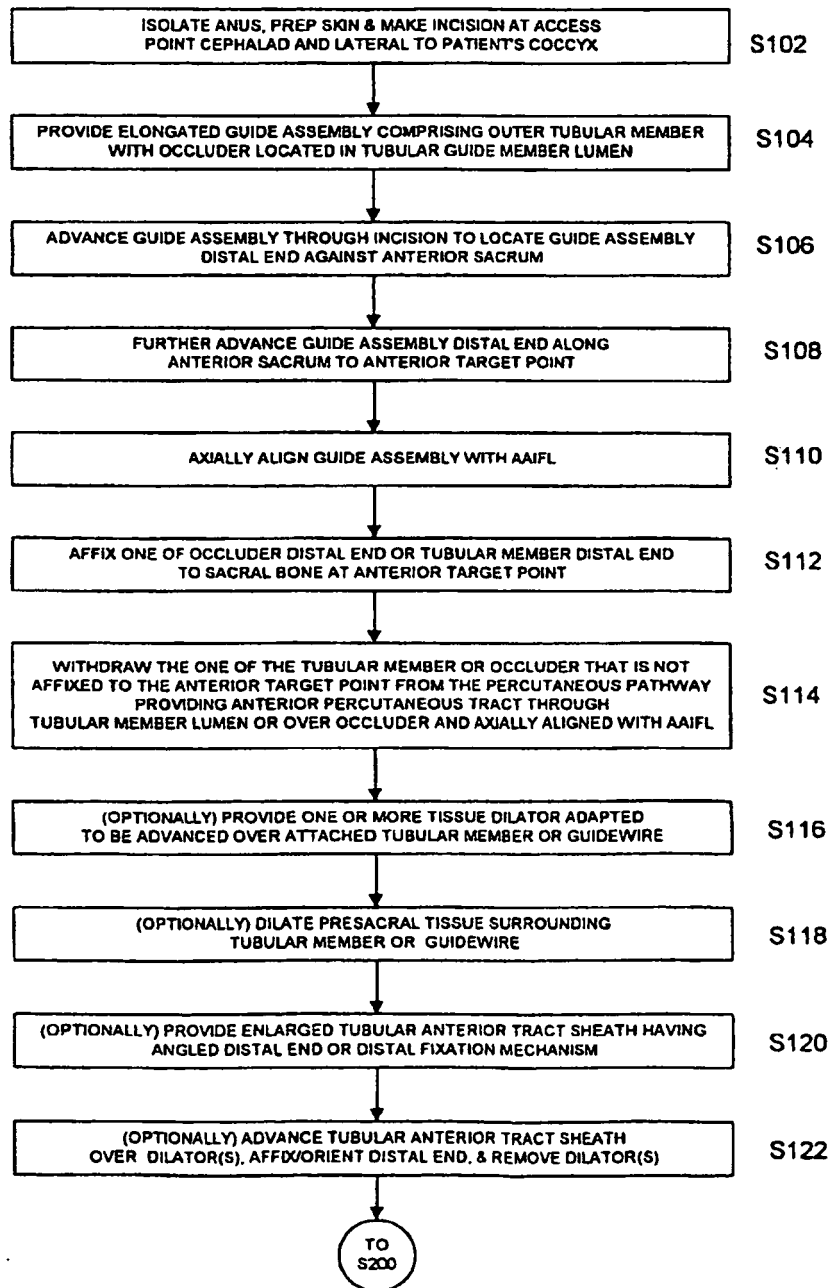 ISOLATE ANUS, PREP SKIN & MAKE INCISION AT ACCESS
POINT CEPHALAD AND LATERAL TO PATIENT'S COCCYX
S102
PROVIDE ELONGATED GUIDE ASSEMBLY COMPRISING OUTER TUBULAR MEMBER
WITH OCCLUDER LOCATED IN TUBULAR GUIDE MEMBER LUMEN
S104
ADVANCE GUIDE ASSEMBLY THROUGH INCISION TO LOCATE GUIDE ASSEMBLY
DISTAL END AGAINST ANTERIOR SACRUM
S106
FURTHER ADVANCE GUIDE ASSEMBLY DISTAL END ALONG
ANTERIOR SACRUM TO ANTERIOR TARGET POINT
S108
AXIALLY ALIGN GUIDE ASSEMBLY WITH AAIFL
S110
AFFIX ONE OF OCCLUDER DISTAL END OR TUBULAR MEMBER DISTAL END
TO SACRAL BONE AT ANTERIOR TARGET POINT
S112
WITHDRAW THE ONE OF THE TUBULAR MEMBER OR OCCLUDER THAT IS NOT
AFFIXED TO THE ANTERIOR TARGET POINT FROM THE PERCUTANEOUS PATHWAY
PROVIDING ANTERIOR PERCUTANEOUS TRACT THROUGH
TUBULAR MEMBER LUMEN OR OVER OCCLUDER AND AXIALLY ALIGNED WITH AAIFL
S114
(OPTIONALLY) PROVIDE ONE OR MORE TISSUE DILATOR ADAPTED
TO BE ADVANCED OVER ATTACHED TUBULAR MEMBER OR GUIDEWIRE
S116
(OPTIONALLY) DILATE PRESACRAL TISSUE SURROUNDING
TUBULAR MEMBER OR GUIDEWIRE
S118
(OPTIONALLY) PROVIDE ENLARGED TUBULAR ANTERIOR TRACT SHEATH HAVING
ANGLED DISTAL END OR DISTAL FIXATION MECHANISM
S120
(OPTIONALLY) ADVANCE TUBULAR ANTERIOR TRACT SHEATH
OVER DILATOR(S), AFFIX/ORIENT DISTAL END, & REMOVE DILATOR(S)
S122
TO
S200